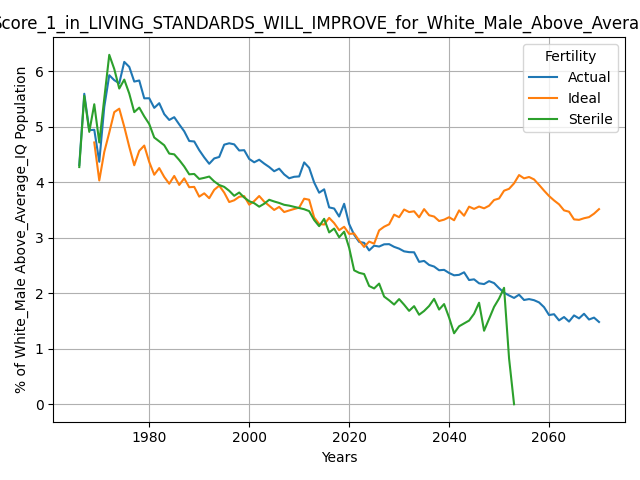 Score_1_in_LIVING_STANDARDS_WILL_IMPROVE_for_White_Male_Above_Avera
% of White_Male Above_Average_IQ Population
6
5
4
3
2
1
0
Fertility
Actual
Ideal
Sterile
1980
2000
2020
2040
2060
Years